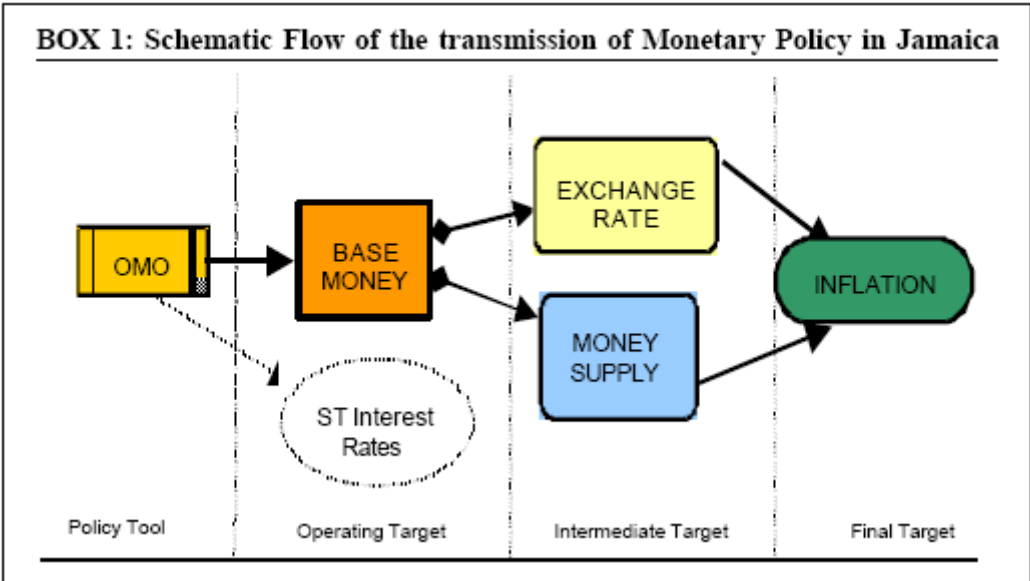 BOX 1: Schematic Flow of the transmission of Monetary Policy in Jamaica
OMO
BASE
MONEY
ST Interest
Rates
EXCHANGE
RATE
MONEY
SUPPLY
INFLATION
Policy Tool
Operating Target
Intermediate Target
Final Target